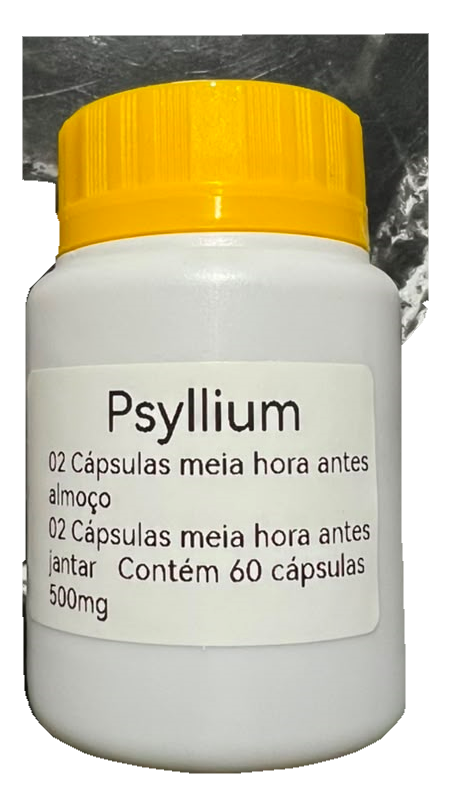 Psyllium
02 Cápsulas meia hora antes
almoço
02 Cápsulas meia hora antes
jantar Contém 60 cápsulas
500mg